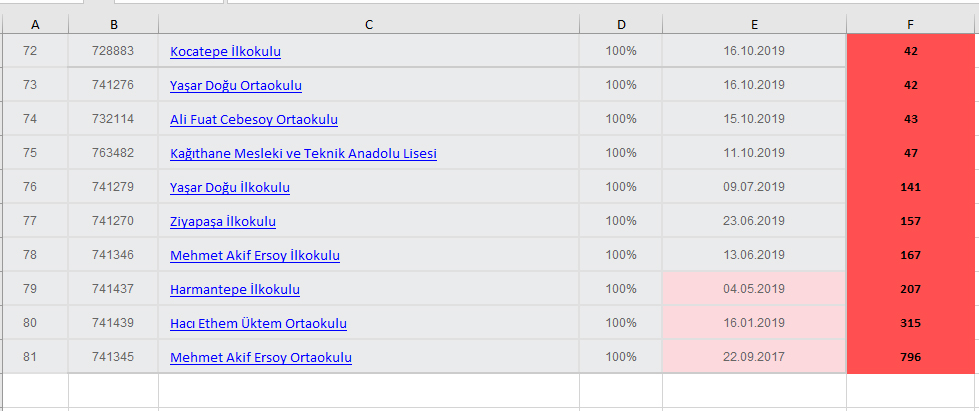 A B C D E F
72 728883 Kocatepe İlkokulu 100% 16.10.2019 42
73 741276 Yaşar Doğu Ortaokulu 100% 16.10.2019 42
74 732114 Ali Fuat Cebesoy Ortaokulu 100% 15.10.2019 43
75 763482 Kağıthane Mesleki ve Teknik Anadolu Lisesi 100% 11.10.2019 47
76 741279 Yaşar Doğu İlkokulu 100% 09.07.2019 141
77 741270 Ziyapaşa İlkokulu 100% 23.06.2019 157
78 741346 Mehmet Akif Ersoy İlkokulu 100% 13.06.2019 167
79 741437 Harmantepe İlkokulu 100% 04.05.2019 207
80 741439 Hacı Ethem Üktem Ortaokulu 100% 16.01.2019 315
81 741345 Mehmet Akif Ersoy Ortaokulu 100% 22.09.2017 796